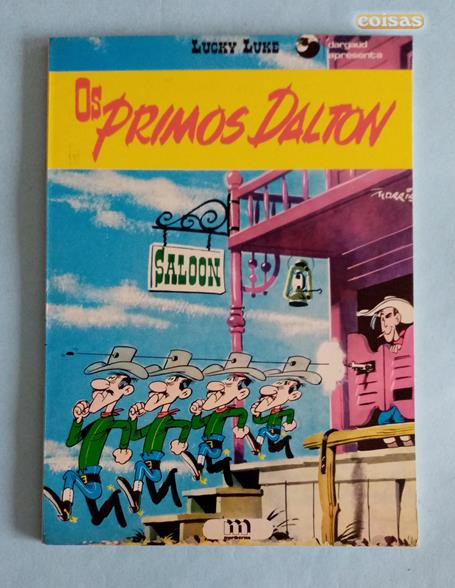 coisas
LUCKY LUKE
dargaud
apresenta
OS PRIMOS DALTON
MORRIS
SALOON
m
meribérica